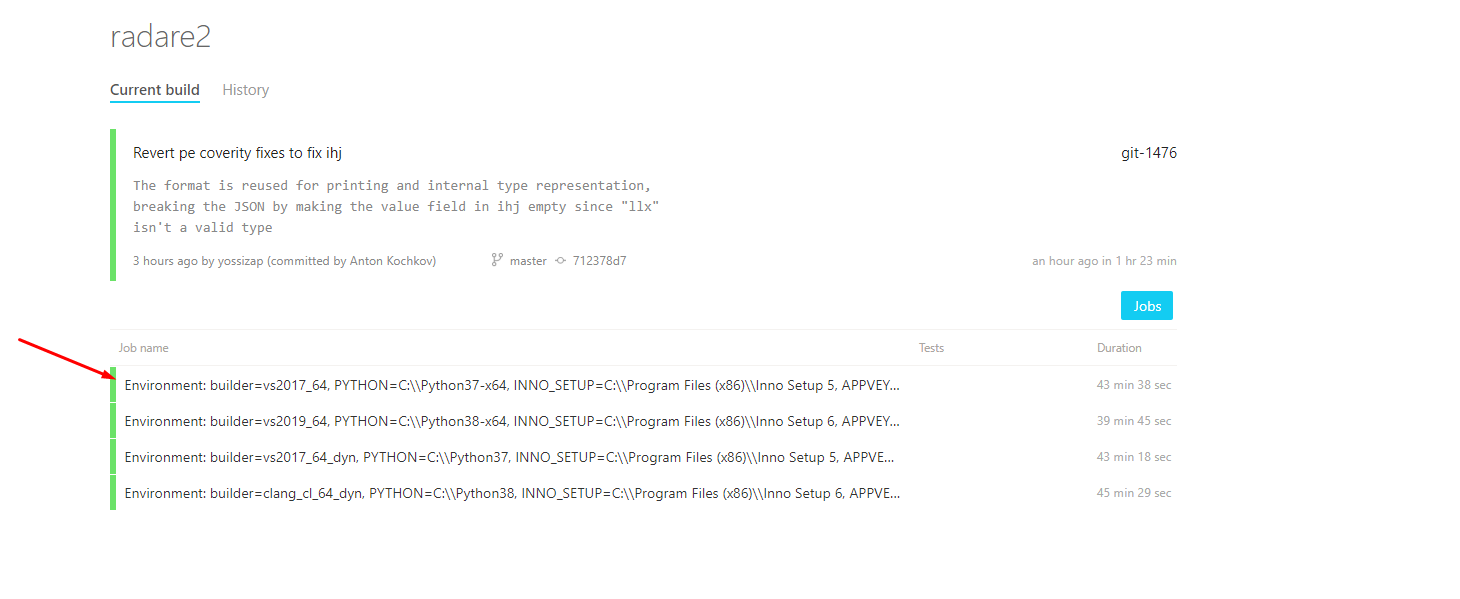 radare2
Current build History
Revert pe coverity fixes to fix ihj git-1476
The format is reused for printing and internal type representation,
breaking the JSON by making the value field in ihj empty since "llx"
isn't a valid type
3 hours ago by yossizap (committed by Anton Kochkov) master 712378d7 an hour ago in 1 hr 23 min
Jobs
Job name Tests Duration
Environment: builder=vs2017_64, PYTHON=C:\\Python37-x64, INNO_SETUP=C:\\Program Files (x86)\\Inno Setup 5, APPVEY... 43 min 38 sec
Environment: builder=vs2019_64, PYTHON=C:\\Python38-x64, INNO_SETUP=C:\\Program Files (x86)\\Inno Setup 6, APPVEY... 39 min 45 sec
Environment: builder=vs2017_64_dyn, PYTHON=C:\\Python37, INNO_SETUP=C:\\Program Files (x86)\\Inno Setup 5, APPVE... 43 min 18 sec
Environment: builder=clang_cl_64_dyn, PYTHON=C:\\Python38, INNO_SETUP=C:\\Program Files (x86)\\Inno Setup 6, APPVE... 45 min 29 sec